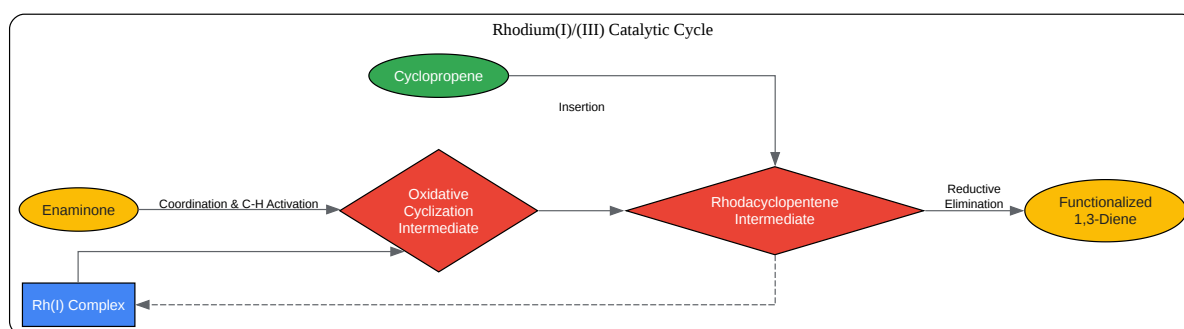 Rhodium(I)/(III) Catalytic Cycle
Cyclopropene
Insertion
Enaminone
Coordination & C-H Activation
Oxidative
Cyclization
Intermediate
Rhodacyclopentene
Intermediate
Reductive
Elimination
Functionalized
1,3-Diene
Rh(I) Complex